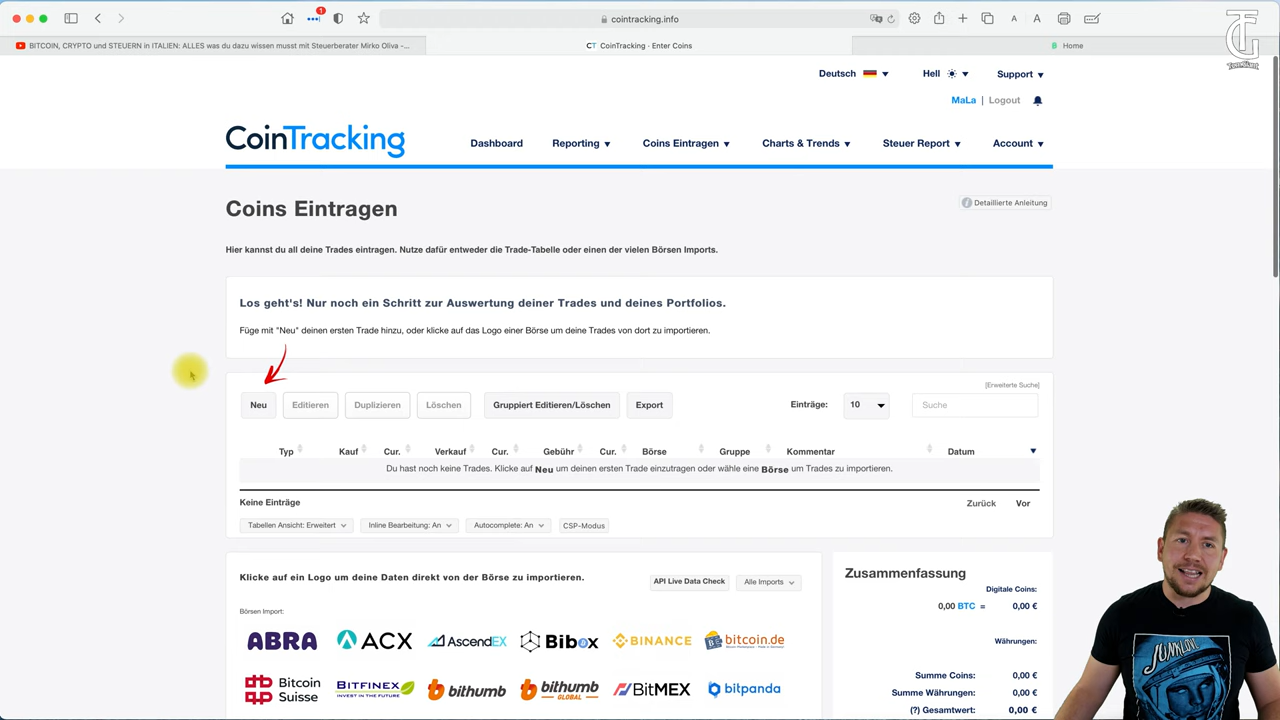 1
cointracking.info
BITCOIN, CRYPTO und STEUERN in ITALIEN: ALLES was du dazu wissen musst mit Steuerberater Mirko Oliva -...
CT CoinTracking · Enter Coins
Home
Deutsch
Hell
Support
MaLa | Logout
CoinTracking
Dashboard
Reporting
Coins Eintragen
Charts & Trends
Steuer Report
Account
Coins Eintragen
Detaillierte Anleitung
Hier kannst du all deine Trades eintragen. Nutze dafür entweder die Trade-Tabelle oder einen der vielen Börsen Imports.
Los geht's! Nur noch ein Schritt zur Auswertung deiner Trades und deines Portfolios.
Füge mit "Neu" deinen ersten Trade hinzu, oder klicke auf das Logo einer Börse um deine Trades von dort zu importieren.
[Erweiterte Suche]
Neu
Editieren
Duplizieren
Löschen
Gruppiert Editieren/Löschen
Export
Einträge:
10
Suche
Typ
Kauf
Cur.
Verkauf
Cur.
Gebühr
Cur.
Börse
Gruppe
Kommentar
Datum
Du hast noch keine Trades. Klicke auf Neu um deinen ersten Trade einzutragen oder wähle eine Börse um Trades zu importieren.
Keine Einträge
Zurück
Vor
Tabellen Ansicht: Erweitert
Inline Bearbeitung: An
Autocomplete: An
CSP-Modus
Klicke auf ein Logo um deine Daten direkt von der Börse zu importieren.
API Live Data Check
Alle Imports
Börsen Import:
ABRA
ACX
AscendEX
Bibox
BINANCE
bitcoin.de
Bitcoin Suisse
BITFINEX
INVEST IN THE FUTURE
bithumb
bithumb GLOBAL
BitMEX
bitpanda
Zusammenfassung
Digitale Coins:
0,00 BTC = 0,00 €
Währungen:
Summe Coins: 0,00 €
Summe Währungen: 0,00 €
(?) Gesamtwert: 0,00 €